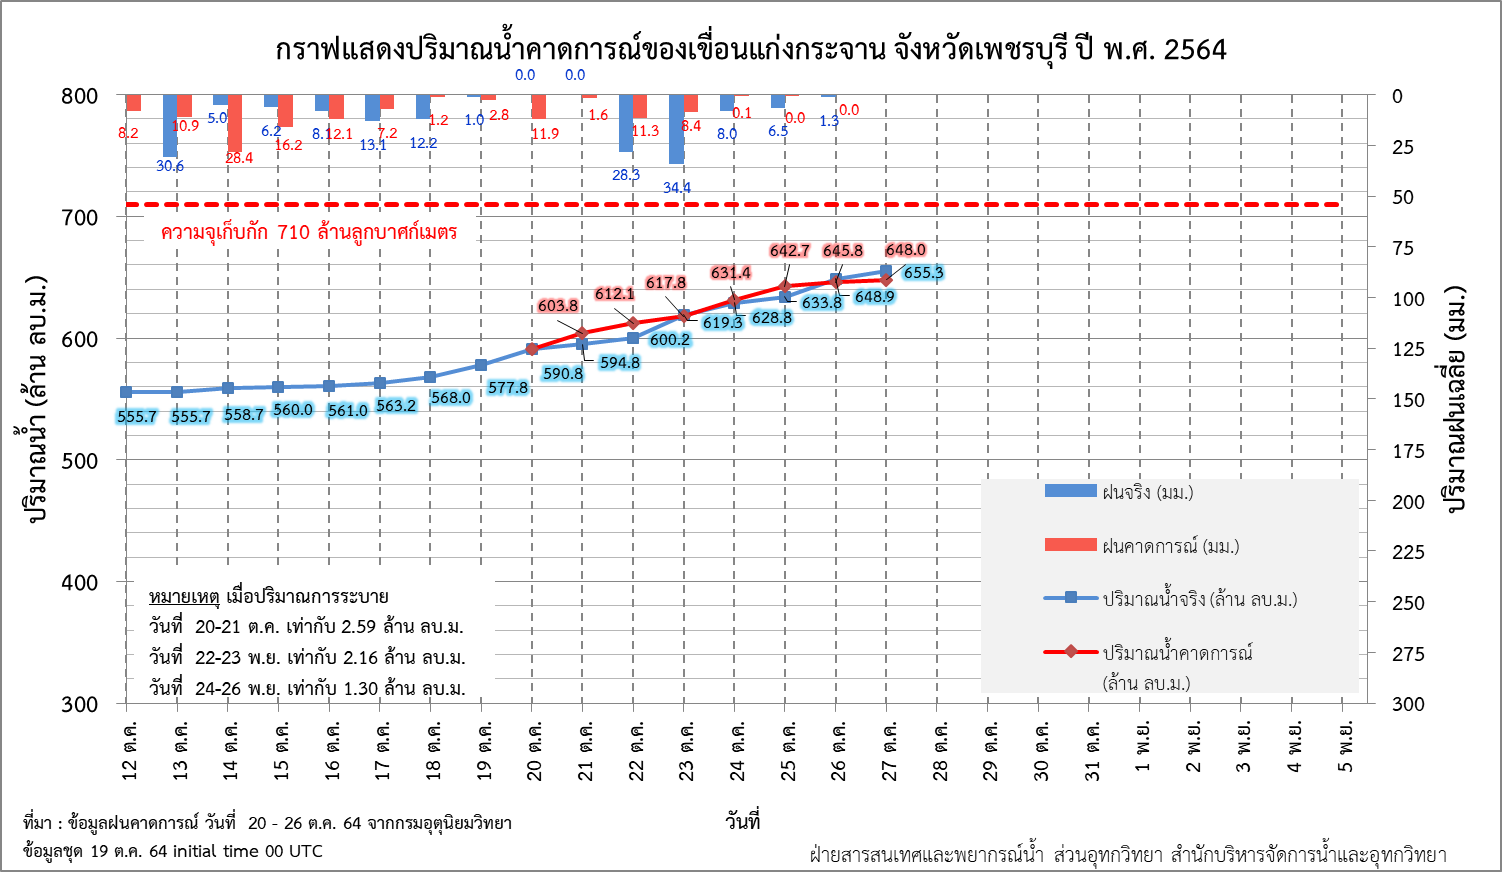 กราฟแสดงปริมาณน้ำคาดการณ์ของเขื่อนแก่งกระจาน จังหวัดเพชรบุรี ปี พ.ศ. 2564
0.0 0.0
800 0
8.2 30.6 10.9 5.0 28.4 6.2 16.2 8.1 12.1 13.1 7.2 12.2 1.2 1.0 2.8 11.9 1.6 28.3 11.3 34.4 8.4 8.0 0.1 6.5 0.0 1.3 0.0
25
50
700
ความจุเก็บกัก 710 ล้านลูกบาศก์เมตร
75
603.8 612.1 617.8 631.4 642.7 645.8 648.0
100
555.7 555.7 558.7 560.0 561.0 563.2 568.0 577.8 590.8 594.8 600.2 619.3 628.8 633.8 648.9 655.3
600
125
150
500
175
ปริมาณน้ำ (ล้าน ลบ.ม.)
ปริมาณฝนเฉลี่ย (มม.)
200
225
400
250
275
300 300
ฝนจริง (มม.)
ฝนคาดการณ์ (มม.)
ปริมาณน้ำจริง (ล้าน ลบ.ม.)
ปริมาณน้ำคาดการณ์
(ล้าน ลบ.ม.)
หมายเหตุ เมื่อปริมาณการระบาย
วันที่ 20-21 ต.ค. เท่ากับ 2.59 ล้าน ลบ.ม.
วันที่ 22-23 พ.ย. เท่ากับ 2.16 ล้าน ลบ.ม.
วันที่ 24-26 พ.ย. เท่ากับ 1.30 ล้าน ลบ.ม.
12 ต.ค. 13 ต.ค. 14 ต.ค. 15 ต.ค. 16 ต.ค. 17 ต.ค. 18 ต.ค. 19 ต.ค. 20 ต.ค. 21 ต.ค. 22 ต.ค. 23 ต.ค. 24 ต.ค. 25 ต.ค. 26 ต.ค. 27 ต.ค. 28 ต.ค. 29 ต.ค. 30 ต.ค. 31 ต.ค. 1 พ.ย. 2 พ.ย. 3 พ.ย. 4 พ.ย. 5 พ.ย.
วันที่
ที่มา : ข้อมูลฝนคาดการณ์ วันที่ 20 - 26 ต.ค. 64 จากกรมอุตุนิยมวิทยา
ข้อมูลชุด 19 ต.ค. 64 initial time 00 UTC
ฝ่ายสารสนเทศและพยากรณ์น้ำ ส่วนอุทกวิทยา สำนักบริหารจัดการน้ำและอุทกวิทยา